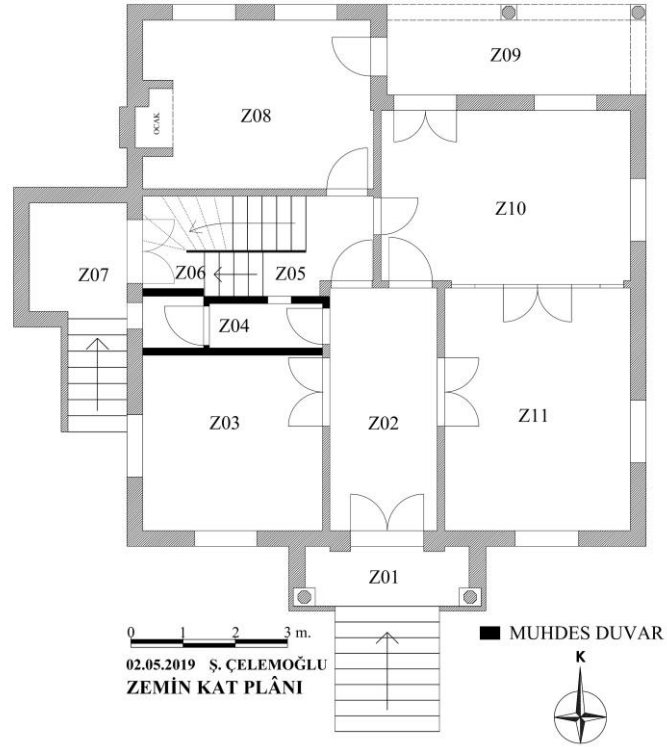 Z09
Z08
OCAK
Z10
Z07
Z06
Z05
Z04
Z03
Z02
Z11
Z01
0 1 2 3 m.
MUHDES DUVAR
02.05.2019 Ş. ÇELEMOĞLU
ZEMİN KAT PLÂNI
K